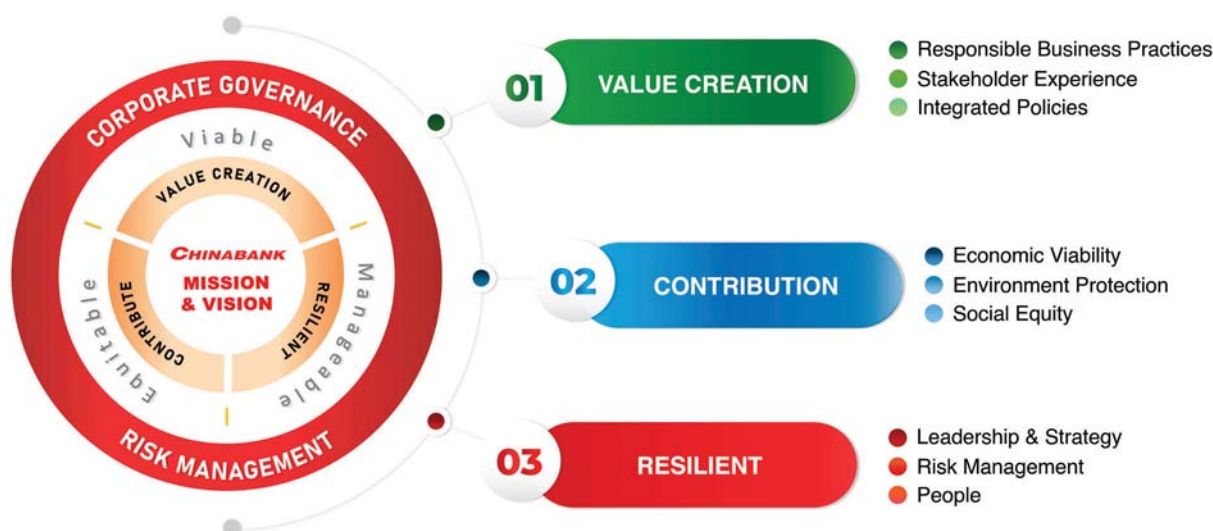 CORPORATE GOVERNANCE
Viable
VALUE CREATION
CHINABANK
MISSION
& VISION
CONTRIBUTE
RESILIENT
Equitable
Manageable
RISK MANAGEMENT
01
VALUE CREATION
Responsible Business Practices
Stakeholder Experience
Integrated Policies
02
CONTRIBUTION
Economic Viability
Environment Protection
Social Equity
03
RESILIENT
Leadership & Strategy
Risk Management
People